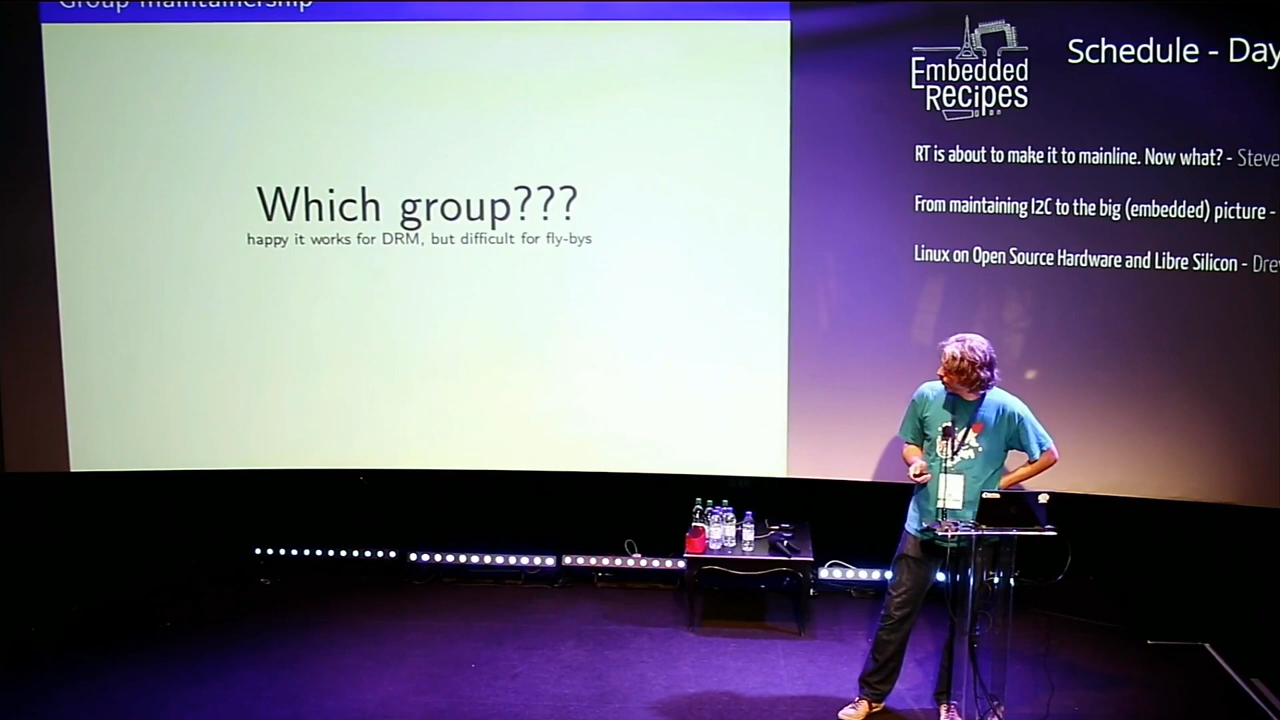 Group maintainership
Which group???
happy it works for DRM, but difficult for fly-bys
Embedded
Recipes
Schedule - Day
RT is about to make it to mainline. Now what? - Steve
From maintaining I2C to the big (embedded) picture -
Linux on Open Source Hardware and Libre Silicon - Dre